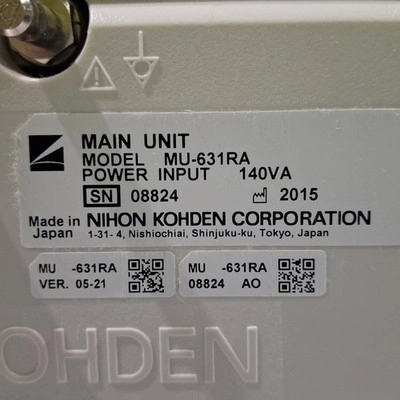 MAIN UNIT
MODEL MU-631RA
POWER INPUT 140VA
SN 08824 2015
Made in Japan NIHON KOHDEN CORPORATION
1-31-4, Nishiochiai, Shinjuku-ku, Tokyo, Japan
MU -631RA
VER. 05-21
MU -631RA
08824 AO
OHDEN